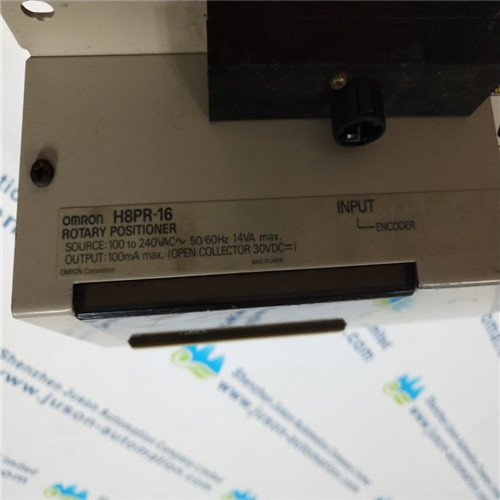 omron H8PR-16
ROTARY POSITIONER
SOURCE: 100 to 240VAC~ 50/60Hz 14VA max.
OUTPUT: 100mA max. (OPEN COLLECTOR 30VDC⎓)
OMRON Corporation MADE IN JAPAN
INPUT
ENCODER
Shenzhen Juson Automation Company Limited
www.juson-automation.com